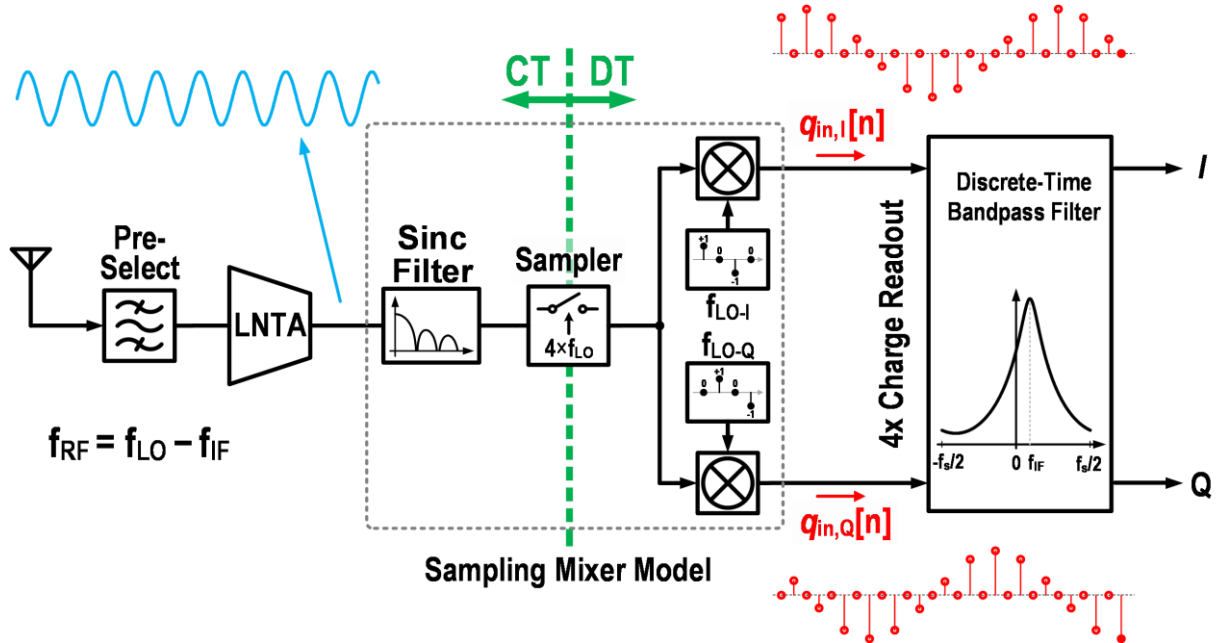 CT DT
q_in,I[n]
I
Discrete-Time
Bandpass Filter
Pre-
Select
Sinc
Filter
Sampler
+1
0
0
-1
f_LO-I
LNTA
4×f_LO
f_LO-Q
0
+1
0
-1
4x Charge Readout
f_RF = f_LO – f_IF
-f_s/2
0
f_IF
f_s/2
Q
q_in,Q[n]
Sampling Mixer Model